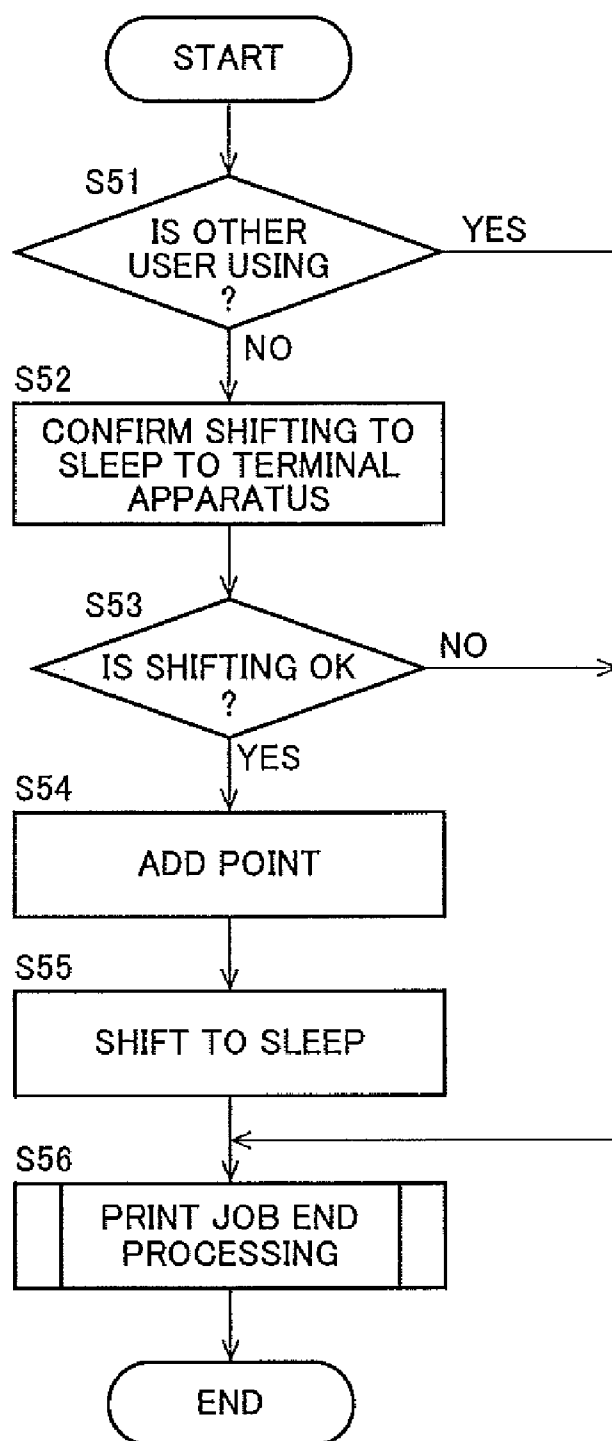 START
S51
IS OTHER
USER USING
?
YES
NO
S52
CONFIRM SHIFTING TO
SLEEP TO TERMINAL
APPARATUS
S53
IS SHIFTING OK
?
NO
YES
S54
ADD POINT
S55
SHIFT TO SLEEP
S56
PRINT JOB END
PROCESSING
END